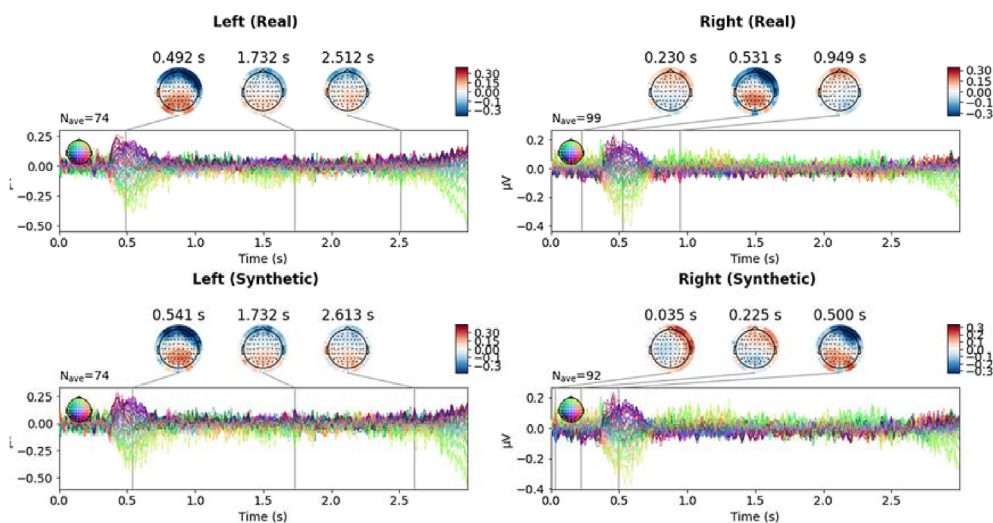 Left (Real)
0.492 s 1.732 s 2.512 s
0.30
0.15
0.00
−0.1
−0.3
Nave=74
0.25
0.00
−0.25
−0.50
0.0 0.5 1.0 1.5 2.0 2.5
Time (s)
Right (Real)
0.230 s 0.531 s 0.949 s
0.30
0.15
0.00
−0.1
−0.3
Nave=99
µV
0.2
0.0
−0.2
−0.4
0.0 0.5 1.0 1.5 2.0 2.5
Time (s)
Left (Synthetic)
0.541 s 1.732 s 2.613 s
0.30
0.15
0.00
−0.1
−0.3
Nave=74
0.25
0.00
−0.25
−0.50
0.0 0.5 1.0 1.5 2.0 2.5
Time (s)
Right (Synthetic)
0.035 s 0.225 s 0.500 s
0.3
0.2
0.0
−0.2
−0.3
Nave=92
µV
0.2
0.0
−0.2
−0.4
0.0 0.5 1.0 1.5 2.0 2.5
Time (s)